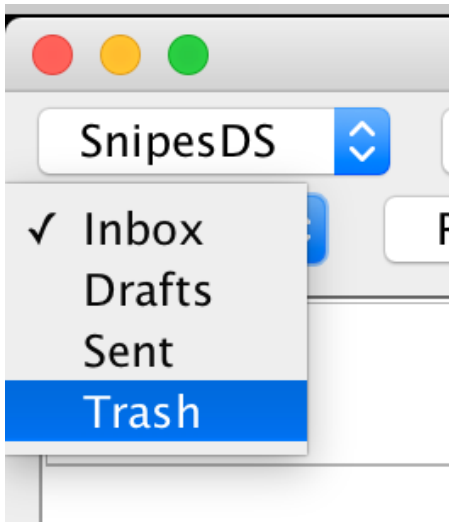 SnipesDS
✓ Inbox
Drafts
Sent
Trash